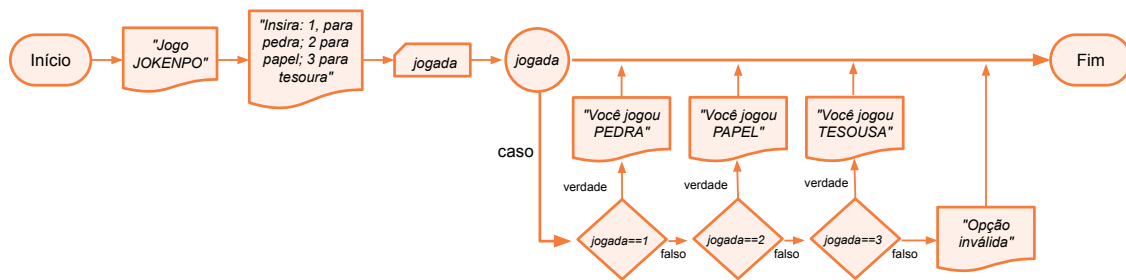 Início
"Jogo
JOKENPO"
"Insira: 1, para
pedra; 2 para
papel; 3 para
tesoura"
jogada
jogada
Fim
"Você jogou
PEDRA"
"Você jogou
PAPEL"
"Você jogou
TESOUSA"
caso
verdade
verdade
verdade
jogada==1
falso
jogada==2
falso
jogada==3
falso
"Opção
inválida"